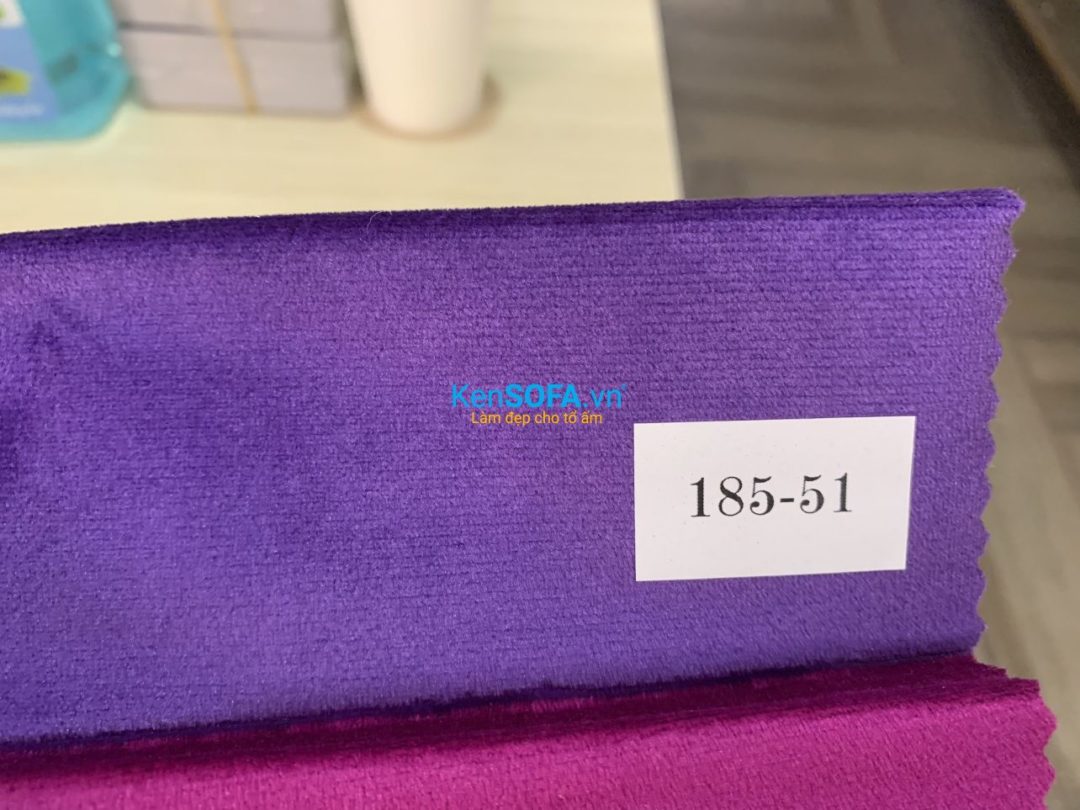 KenSOFA.vn
Làm đẹp cho tổ ấm
185-51